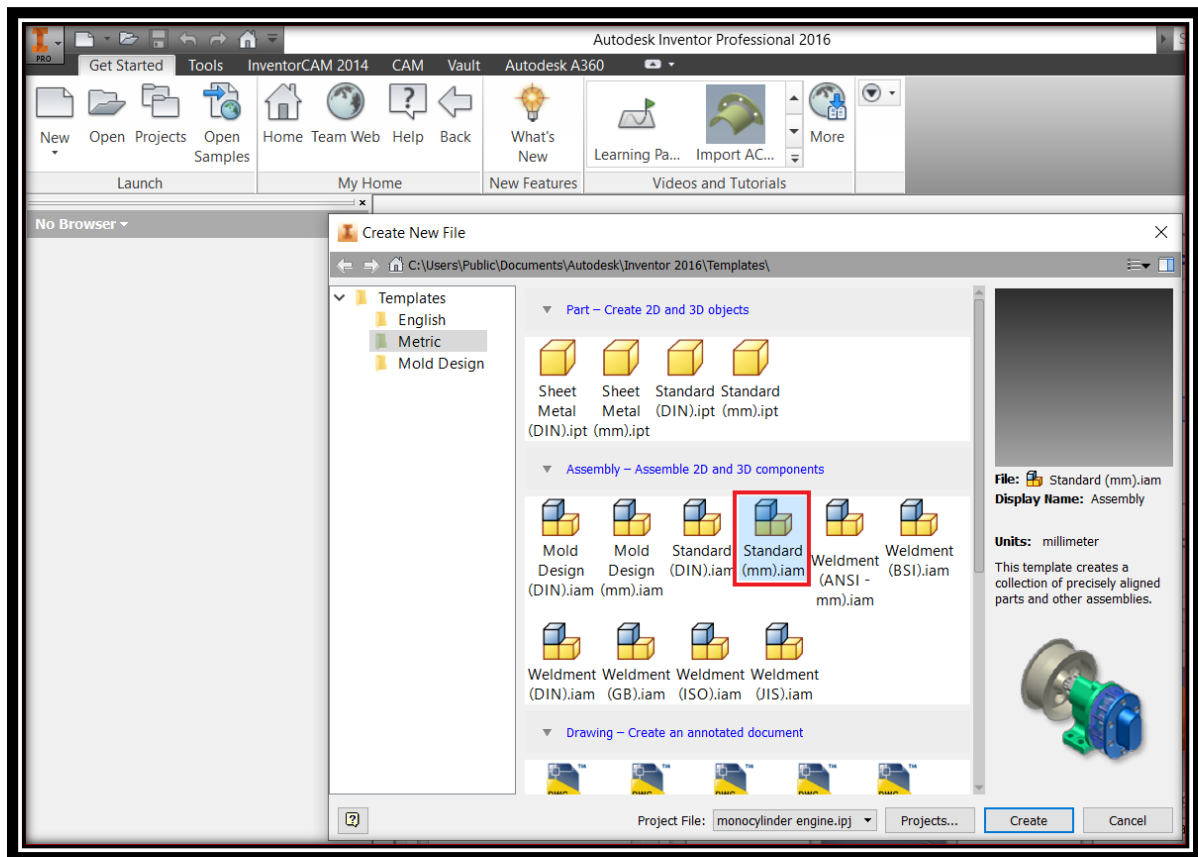 Autodesk Inventor Professional 2016
PRO
Get Started Tools InventorCAM 2014 CAM Vault Autodesk A360
New Open Projects Open Samples Home Team Web Help Back What's New Learning Pa... Import AC... More
Launch My Home New Features Videos and Tutorials
No Browser
Create New File
C:\Users\Public\Documents\Autodesk\Inventor 2016\Templates\
Templates
English
Metric
Mold Design
Part – Create 2D and 3D objects
Sheet Metal (DIN).ipt
Sheet Metal (mm).ipt
Standard (DIN).ipt
Standard (mm).ipt
Assembly – Assemble 2D and 3D components
Mold Design (DIN).iam
Mold Design (mm).iam
Standard (DIN).iam
Standard (mm).iam
Weldment (ANSI - mm).iam
Weldment (BSI).iam
Weldment (DIN).iam
Weldment (GB).iam
Weldment (ISO).iam
Weldment (JIS).iam
Drawing – Create an annotated document
File: Standard (mm).iam
Display Name: Assembly
Units: millimeter
This template creates a
collection of precisely aligned
parts and other assemblies.
Project File: monocylinder engine.ipj Projects... Create Cancel